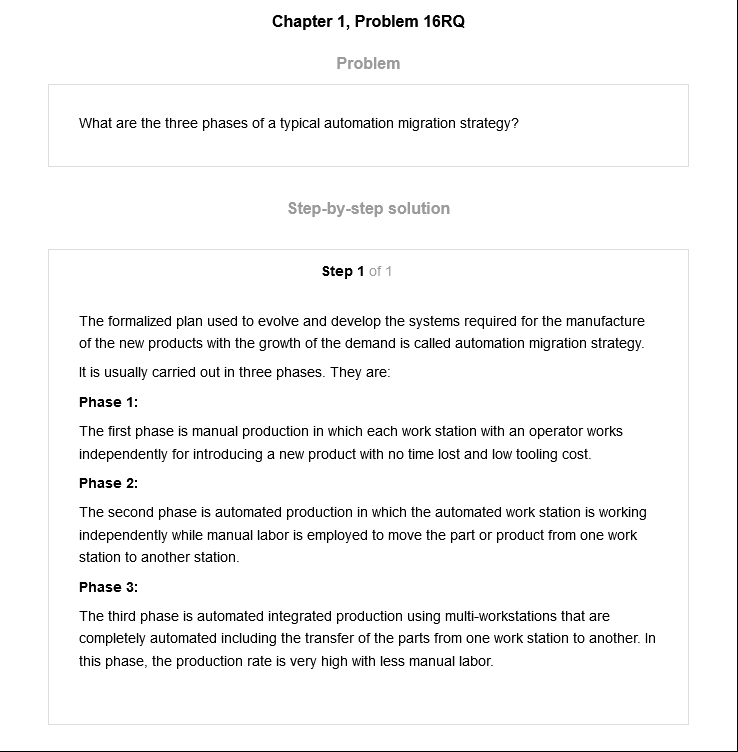 Chapter 1, Problem 16RQ
Problem
What are the three phases of a typical automation migration strategy?
Step-by-step solution
Step 1 of 1
The formalized plan used to evolve and develop the systems required for the manufacture
of the new products with the growth of the demand is called automation migration strategy.
It is usually carried out in three phases. They are:
Phase 1:
The first phase is manual production in which each work station with an operator works
independently for introducing a new product with no time lost and low tooling cost.
Phase 2:
The second phase is automated production in which the automated work station is working
independently while manual labor is employed to move the part or product from one work
station to another station.
Phase 3:
The third phase is automated integrated production using multi-workstations that are
completely automated including the transfer of the parts from one work station to another. In
this phase, the production rate is very high with less manual labor.